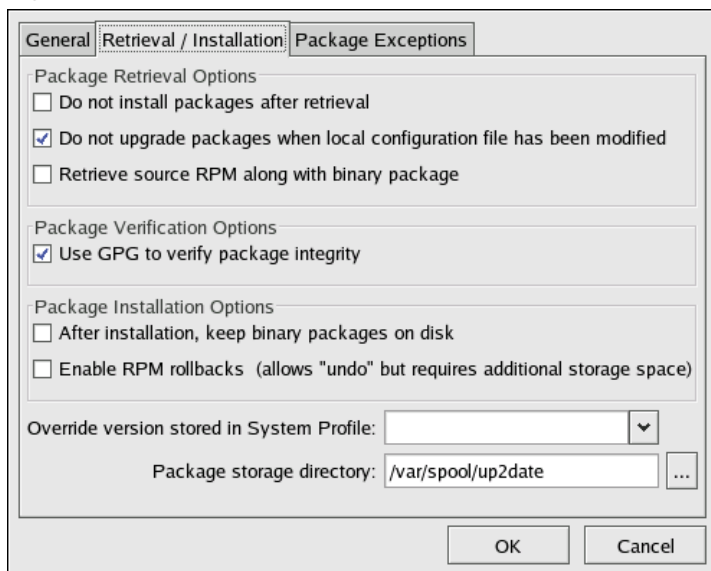 General Retrieval / Installation Package Exceptions
Package Retrieval Options
Do not install packages after retrieval
Do not upgrade packages when local configuration file has been modified
Retrieve source RPM along with binary package
Package Verification Options
Use GPG to verify package integrity
Package Installation Options
After installation, keep binary packages on disk
Enable RPM rollbacks (allows "undo" but requires additional storage space)
Override version stored in System Profile:
Package storage directory: /var/spool/up2date ...
OK Cancel